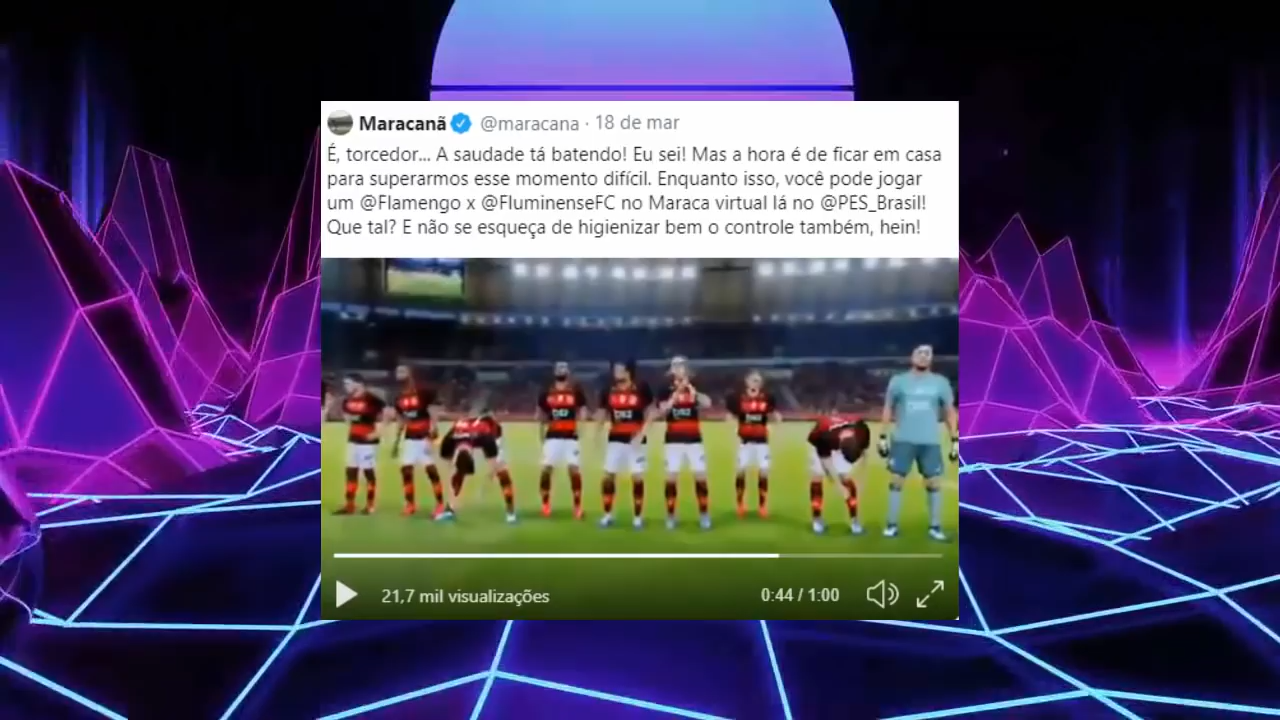 Maracanã @maracana · 18 de mar
É, torcedor... A saudade tá batendo! Eu sei! Mas a hora é de ficar em casa
para superarmos esse momento difícil. Enquanto isso, você pode jogar
um @Flamengo x @FluminenseFC no Maraca virtual lá no @PES_Brasil!
Que tal? E não se esqueça de higienizar bem o controle também, hein!
21,7 mil visualizações 0:44 / 1:00